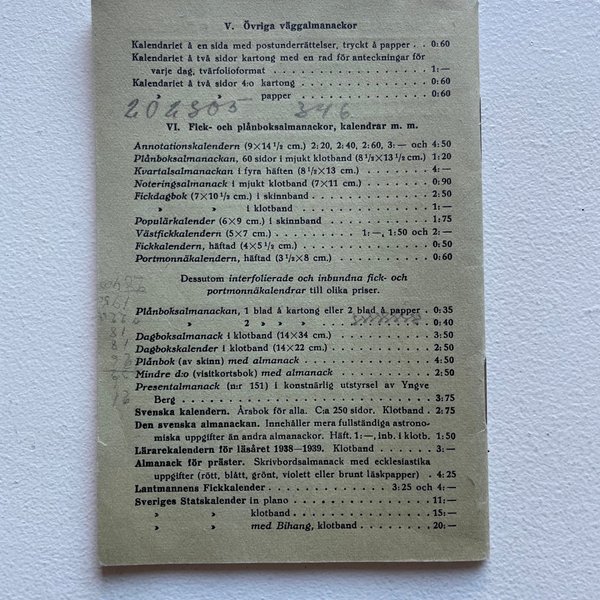 V. Övriga väggalmanackor
Kalendariet å en sida med postunderrättelser, tryckt å papper . . 0:60
Kalendariet å två sidor kartong med en rad för anteckningar för
varje dag, tvärfolioformat . . . . . . . . . . . . . . . . . . 1:—
Kalendariet å två sidor 4:o kartong . . . . . . . . . . . . . . 0:60
» » papper . . . . . . . . . . . . . . 0:60
202305 346
VI. Fick- och plånboksalmanackor, kalendrar m. m.
Annotationskalendern (9×14 1/2 cm.) 2:20, 2:40, 2:60, 3:— och 4:50
Plånboksalmanackan, 60 sidor i mjukt klotband (8 1/2×13 1/2 cm.) 1:20
Kvartalsalmanackan i fyra häften (8 1/2×13 cm.) . . . . . . . . 4:—
Noteringsalmanack i mjukt klotband (7×11 cm.) . . . . . . . . 0:90
Fickdagbok (7×10 1/2 cm.) i skinnband . . . . . . . . . . . . 2:50
» » i klotband . . . . . . . . . . . . 1:—
Populärkalender (6×9 cm.) i skinnband . . . . . . . . . . . . 1:75
Västfickkalendern (5×7 cm.) . . . . . . . . . 1:—, 1:50 och 2:—
Fickkalendern, häftad (4×5 1/2 cm.) . . . . . . . . . . . . . 0:50
Portmonnäkalendern, häftad (3 1/2×8 cm.) . . . . . . . . . . . 0:60
Dessutom interfolierade och inbundna fick- och
portmonnäkalendrar till olika priser.
Plånboksalmanackan, 1 blad å kartong eller 2 blad å papper . 0:35
» 2 » » » . . . . . . . . . 0:40
Dagboksalmanack i klotband (14×34 cm.) . . . . . . . . . . . 3:50
Dagbokskalender i klotband (14×22 cm.) . . . . . . . . . . . 2:50
Plånbok (av skinn) med almanack . . . . . . . . . . . . . . . 4:50
Mindre d:o (visitkortsbok) med almanack . . . . . . . . . . . 2:50
Presentalmanack (n:r 151) i konstnärlig utstyrsel av Yngve
Berg . . . . . . . . . . . . . . . . . . . . . . . . . . . . 3:75
Svenska kalendern. Årsbok för alla. C:a 250 sidor. Klotband . 2:75
Den svenska almanackan. Innehåller mera fullständiga astrono-
miska uppgifter än andra almanackor. Häft. 1:—, inb. i klotb. 1:50
Lärarekalendern för läsåret 1938—1939. Klotband . . . . . . . 3:—
Almanack för präster. Skrivbordsalmanack med ecklesiastika
uppgifter (rött, blått, grönt, violett eller brunt läskpapper) . 4:25
Lantmannens Fickkalender . . . . . . . . . . . 3:25 och 4:—
Sveriges Statskalender in plano . . . . . . . . . . . . . . . 11:—
» » klotband . . . . . . . . . . . . . . . 15:—
» » med Bihang, klotband . . . . . . . . . 20:—